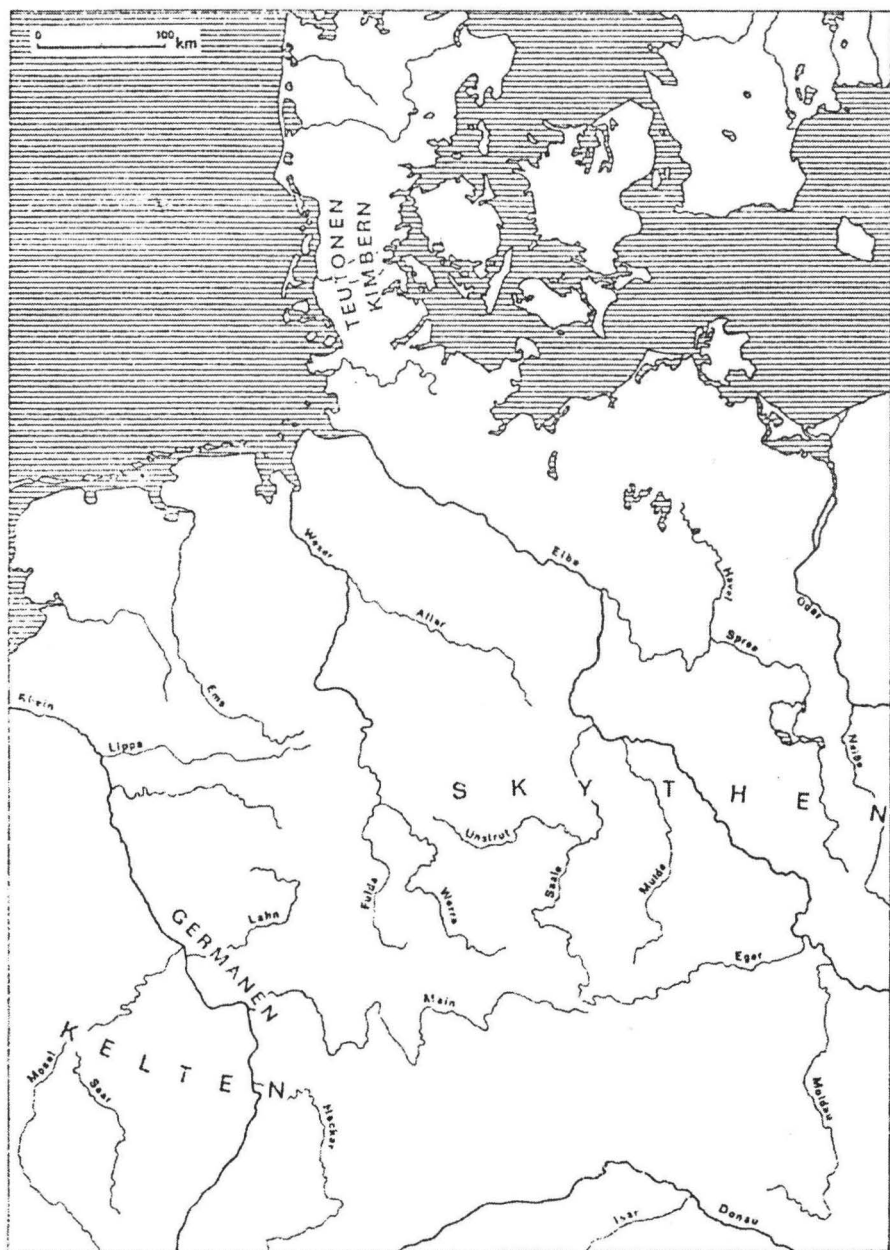 0 100 km
TEUTONEN
KIMBERN
Weser
Elbe
Havel
Aller
Oder
Spree
Ems
Rhein
Lippe
Neiße
SKYTHEN
Unstrut
Fulda
Werra
Saale
Mulde
Lahn
GERMANEN
Eger
Main
KELTEN
Mosel
Saar
Neckar
Moldau
Isar
Donau